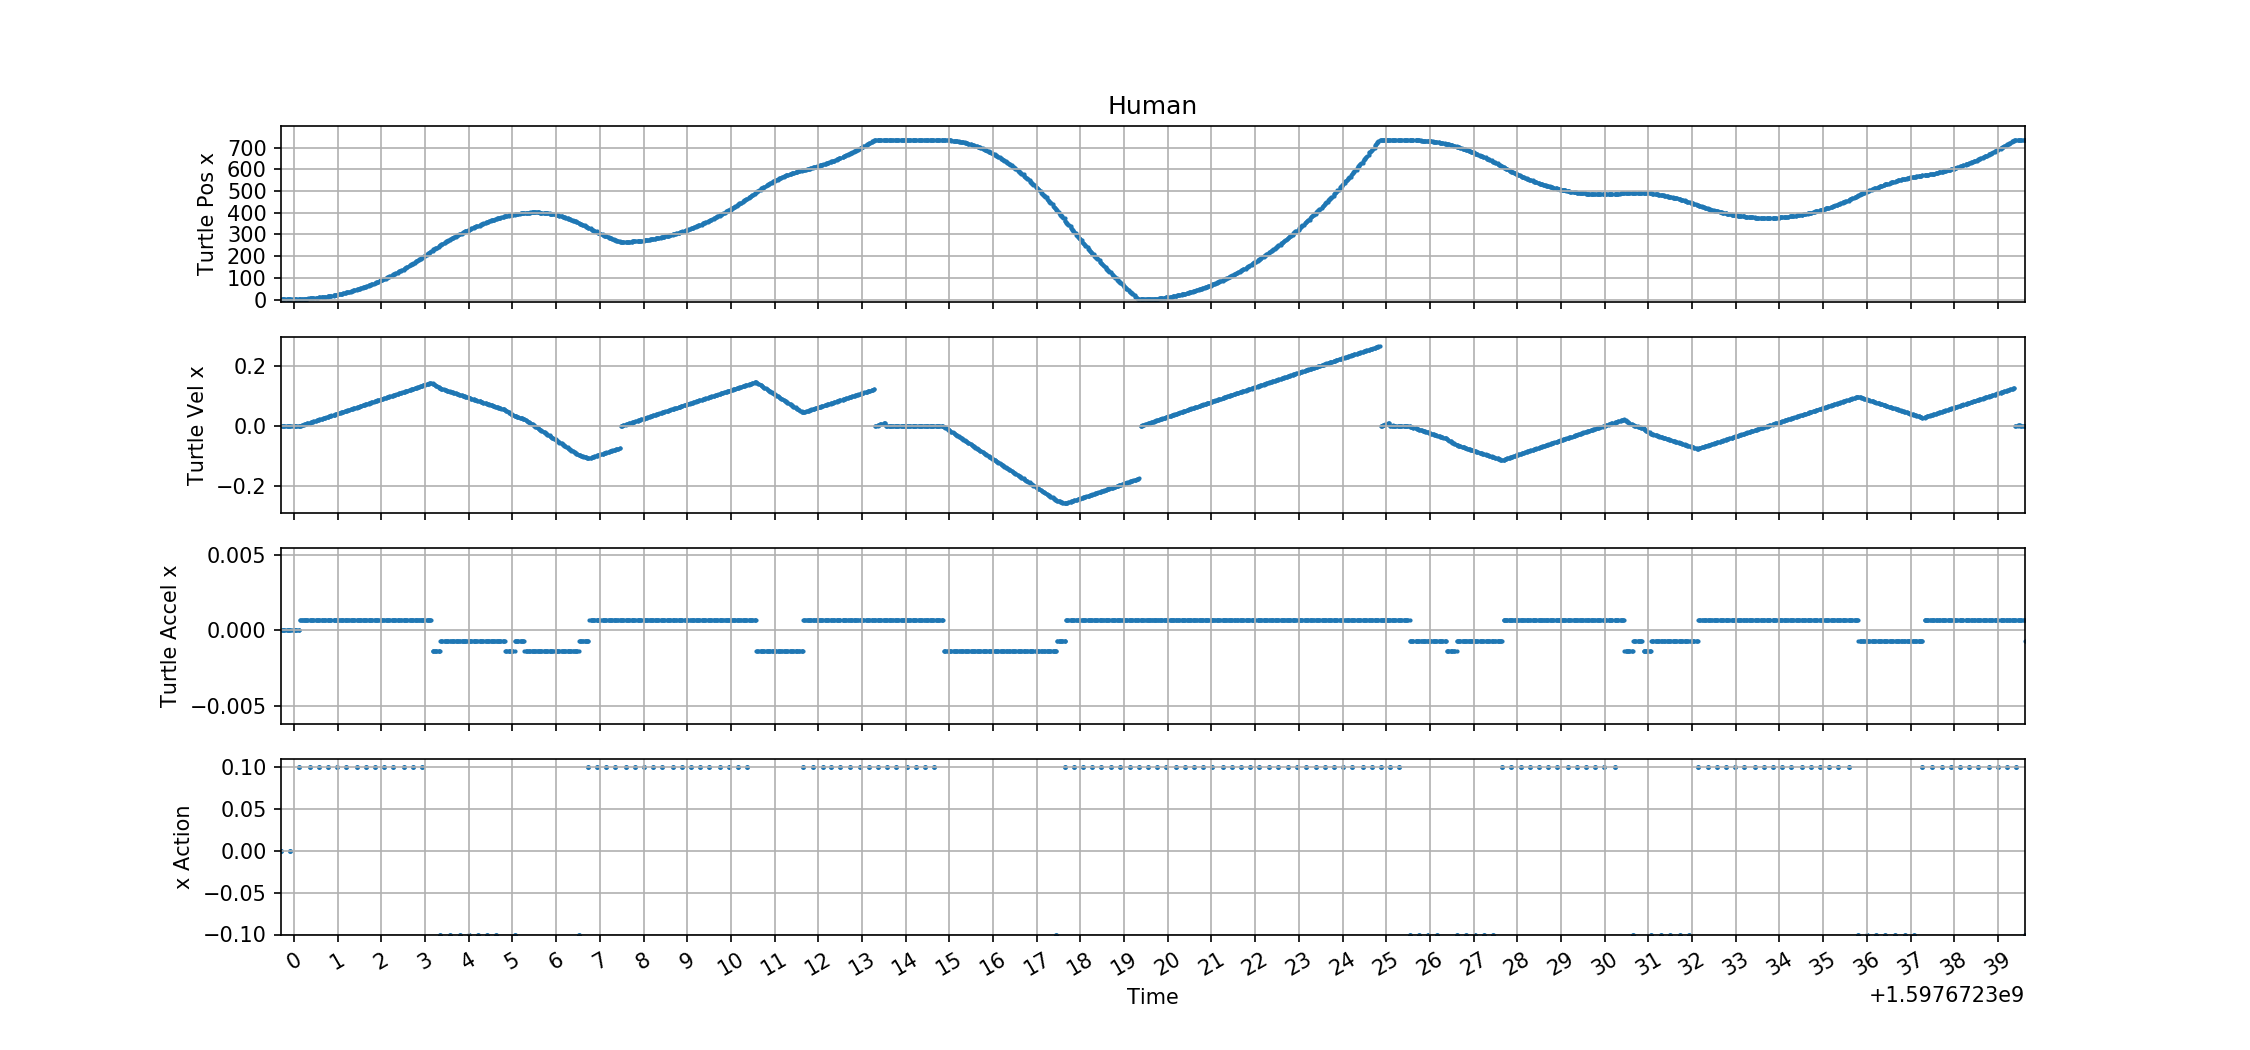 Human
Turtle Pos x
700
600
500
400
300
200
100
0
Turtle Vel x
0.2
0.0
−0.2
Turtle Accel x
0.005
0.000
−0.005
x Action
0.10
0.05
0.00
−0.05
−0.10
0 1 2 3 4 5 6 7 8 9 10 11 12 13 14 15 16 17 18 19 20 21 22 23 24 25 26 27 28 29 30 31 32 33 34 35 36 37 38 39
Time
+1.5976723e9